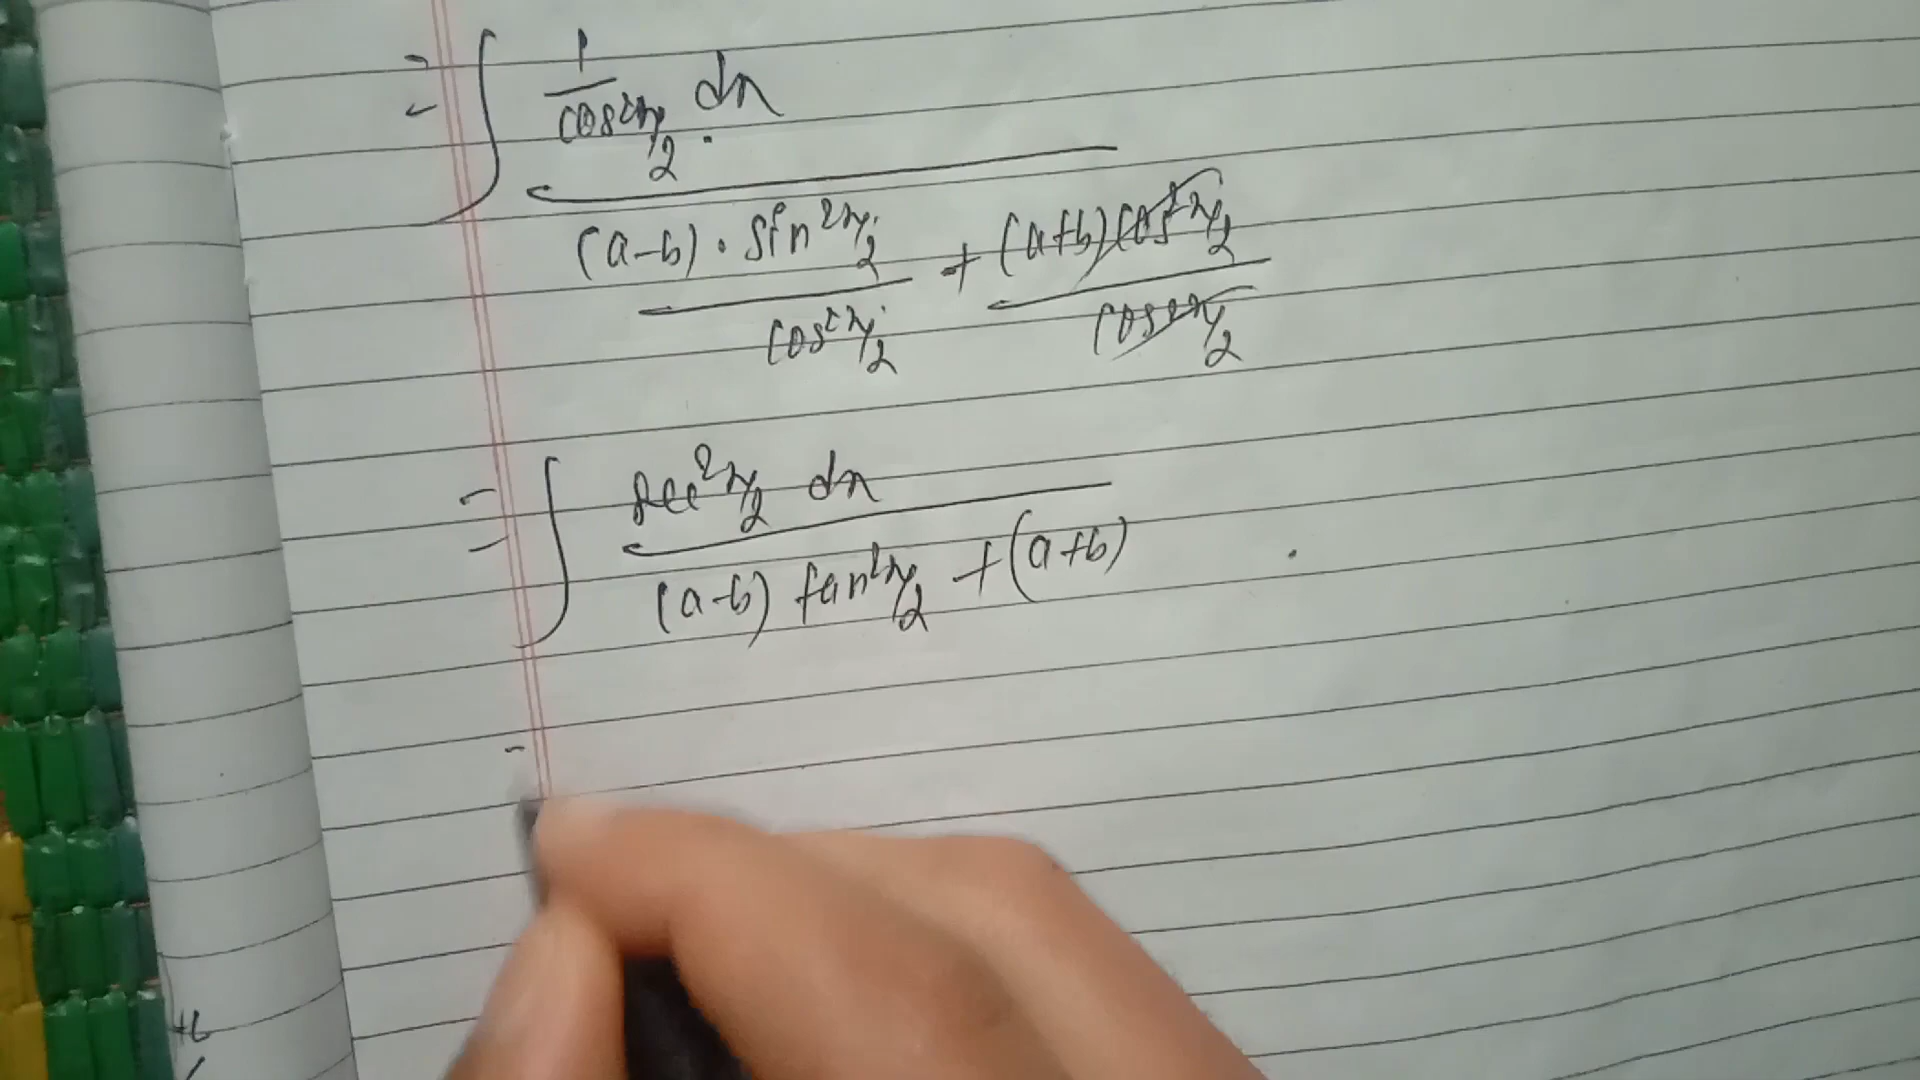 = ∫ 1/cos²x/2 dx
(a-b) · sin²x/2 / cos²x/2 + (a+b) cos²x/2 / cos²x/2
= ∫ sec²x/2 dx
(a-b) tan²x/2 + (a+b)
-
+b